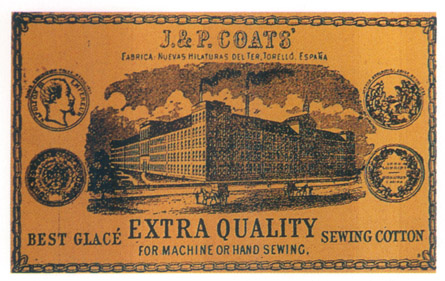 J.&P. COATS'
FABRICA: NUEVAS HILATURAS DEL TER, TORELLÓ, ESPAÑA
BEST GLACÉ EXTRA QUALITY SEWING COTTON
FOR MACHINE OR HAND SEWING.